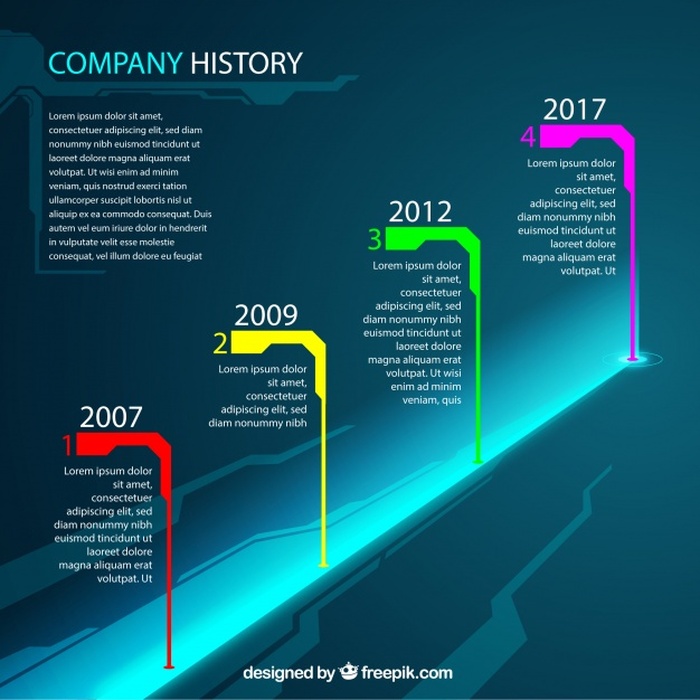 COMPANY HISTORY
Lorem ipsum dolor sit amet,
consectetuer adipiscing elit, sed diam
nonummy nibh euismod tincidunt ut
laoreet dolore magna aliquam erat
volutpat. Ut wisi enim ad minim
veniam, quis nostrud exerci tation
ullamcorper suscipit lobortis nisl ut
aliquip ex ea commodo consequat. Duis
autem vel eum iriure dolor in hendrerit
in vulputate velit esse molestie
consequat, vel illum dolore eu feugiat
2007
1
Lorem ipsum dolor
sit amet,
consectetuer
adipiscing elit, sed
diam nonummy nibh
euismod tincidunt ut
laoreet dolore
magna aliquam erat
volutpat. Ut
2009
2
Lorem ipsum dolor
sit amet,
consectetuer
adipiscing elit, sed
diam nonummy nibh
2012
3
Lorem ipsum dolor
sit amet,
consectetuer
adipiscing elit, sed
diam nonummy nibh
euismod tincidunt ut
laoreet dolore
magna aliquam erat
volutpat. Ut wisi
enim ad minim
veniam, quis
2017
4
Lorem ipsum dolor
sit amet,
consectetuer
adipiscing elit, sed
diam nonummy nibh
euismod tincidunt ut
laoreet dolore
magna aliquam erat
volutpat. Ut
designed by freepik.com